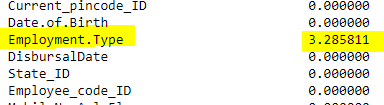 Current_pincode_ID 0.000000
Date.of.Birth 0.000000
Employment.Type 3.285811
DisbursalDate 0.000000
State_ID 0.000000
Employee_code_ID 0.000000